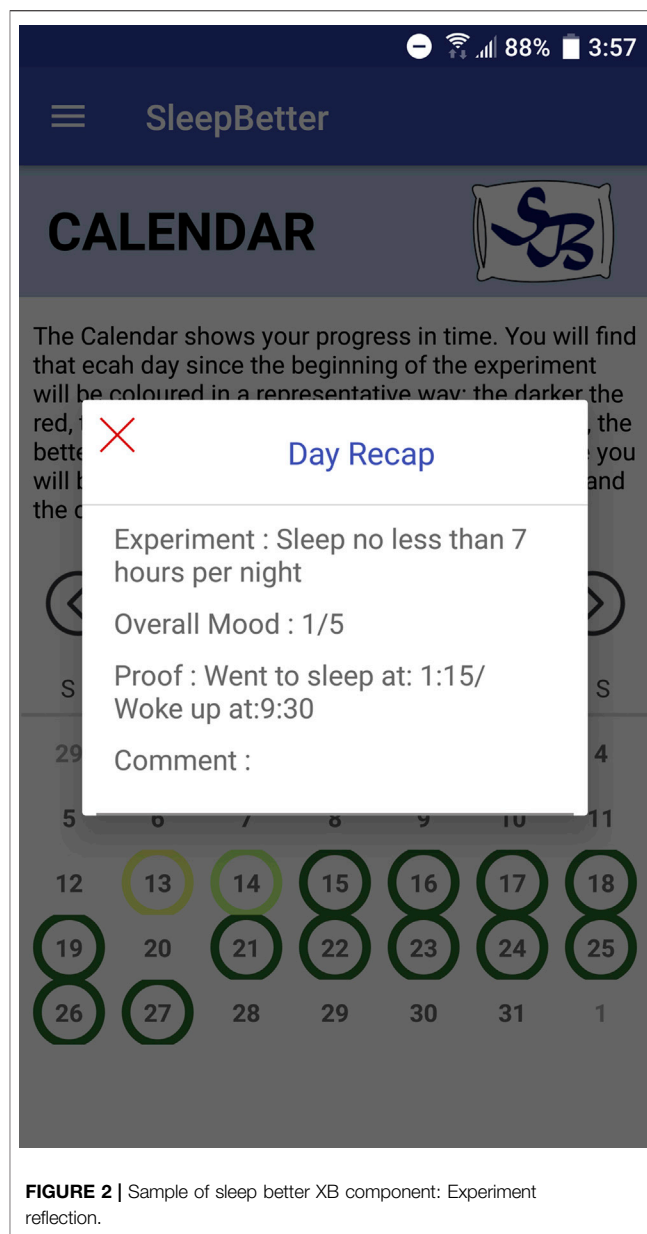 88% 3:57
SleepBetter
CALENDAR
SB
The Calendar shows your progress in time. You will find
that ecah day since the beginning of the experiment
will be coloured in a representative way: the darker the
red, , the
bette you
will and
the
Day Recap
Experiment : Sleep no less than 7
hours per night
Overall Mood : 1/5
Proof : Went to sleep at: 1:15/
Woke up at:9:30
Comment :
S S
29 4
5 6 7 8 9 10 11
12 13 14 15 16 17 18
19 20 21 22 23 24 25
26 27 28 29 30 31 1
FIGURE 2 | Sample of sleep better XB component: Experiment
reflection.